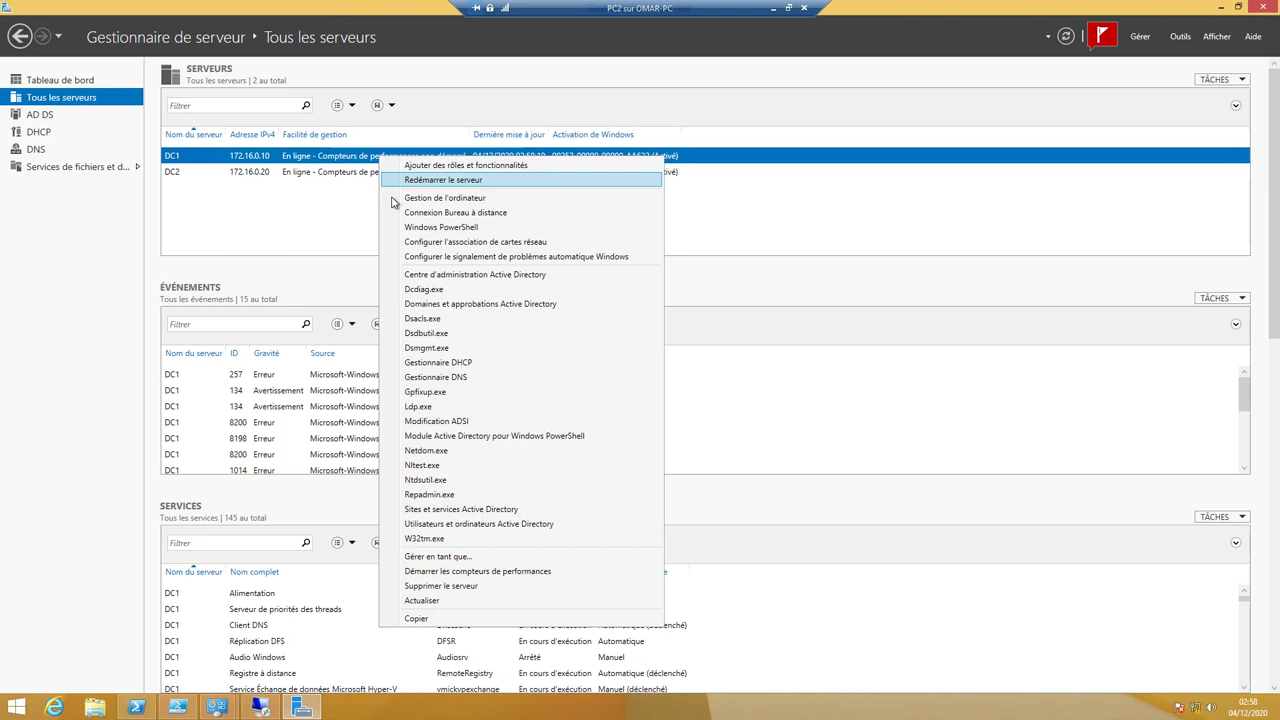 PC2 sur OMAR-PC
Gestionnaire de serveur ‣ Tous les serveurs
Gérer
Outils
Afficher
Aide
Tableau de bord
Tous les serveurs
AD DS
DHCP
DNS
Services de fichiers et d...
SERVEURS
Tous les serveurs | 2 au total
TÂCHES
Filtrer
Nom du serveur Adresse IPv4 Facilité de gestion Dernière mise à jour Activation de Windows
DC1 172.16.0.10 En ligne - Compteurs de
DC2 172.16.0.20 En ligne - Compteurs de pe
Ajouter des rôles et fonctionnalités
Redémarrer le serveur
Gestion de l'ordinateur
Connexion Bureau à distance
Windows PowerShell
Configurer l'association de cartes réseau
Configurer le signalement de problèmes automatique Windows
Centre d'administration Active Directory
Dcdiag.exe
Domaines et approbations Active Directory
Dsacls.exe
Dsdbutil.exe
Dsmgmt.exe
Gestionnaire DHCP
Gestionnaire DNS
Gpfixup.exe
Ldp.exe
Modification ADSI
Module Active Directory pour Windows PowerShell
Netdom.exe
Nltest.exe
Ntdsutil.exe
Repadmin.exe
Sites et services Active Directory
Utilisateurs et ordinateurs Active Directory
W32tm.exe
Gérer en tant que...
Démarrer les compteurs de performances
Supprimer le serveur
Actualiser
Copier
ÉVÉNEMENTS
Tous les événements | 15 au total
TÂCHES
Filtrer
Nom du serveur ID Gravité Source
DC1 257 Erreur Microsoft-Windows
DC1 134 Avertissement Microsoft-Windows
DC1 134 Avertissement Microsoft-Windows
DC1 8200 Erreur Microsoft-Windows
DC1 8198 Erreur Microsoft-Windows
DC1 8200 Erreur Microsoft-Windows
DC1 1014 Erreur Microsoft-Windows
SERVICES
Tous les services | 145 au total
TÂCHES
Filtrer
Nom du serveur Nom complet
DC1 Alimentation
DC1 Serveur de priorités des threads
DC1 Client DNS
DC1 Réplication DFS DFSR En cours d'exécution Automatique
DC1 Audio Windows Audiosrv Arrêté Manuel
DC1 Registre à distance RemoteRegistry En cours d'exécution Automatique (déclenché)
DC1 Service Échange de données Microsoft Hyper-V vmickvpexchange En cours d'exécution Manuel (déclenché)
02:58
04/12/2020